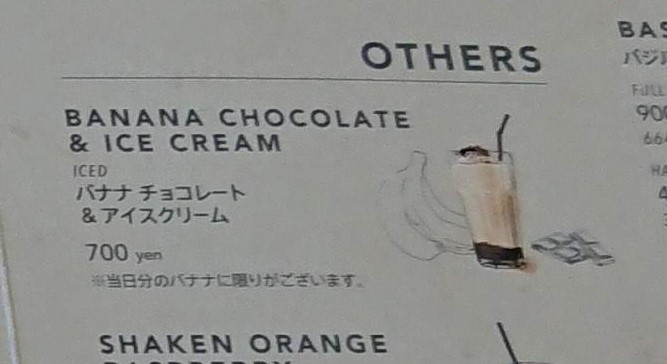 OTHERS
BANANA CHOCOLATE
& ICE CREAM
ICED
バナナ チョコレート
&アイスクリーム
700 yen
※当日分のバナナに限りがございます。
SHAKEN ORANGE
BAS
バジ
FULL
900
HA